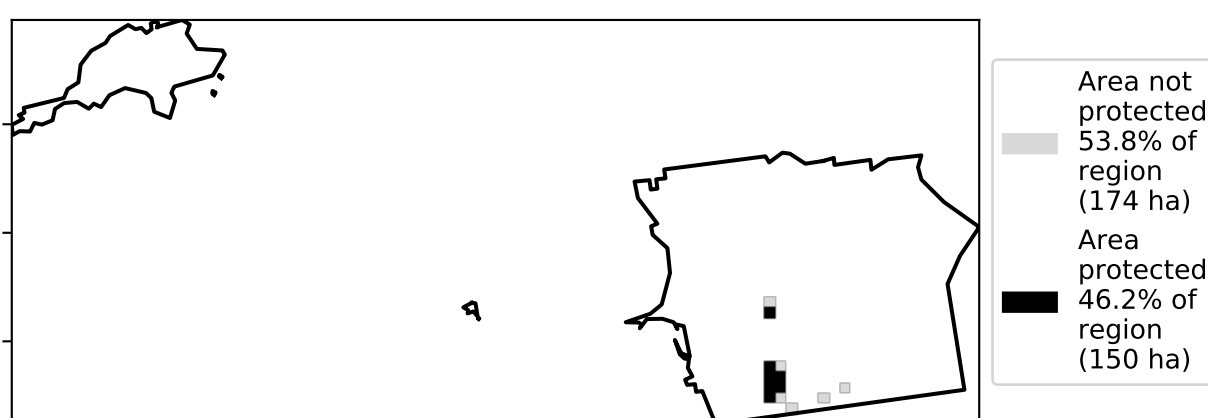 Area not
protected
53.8% of
region
(174 ha)
Area
protected
46.2% of
region
(150 ha)